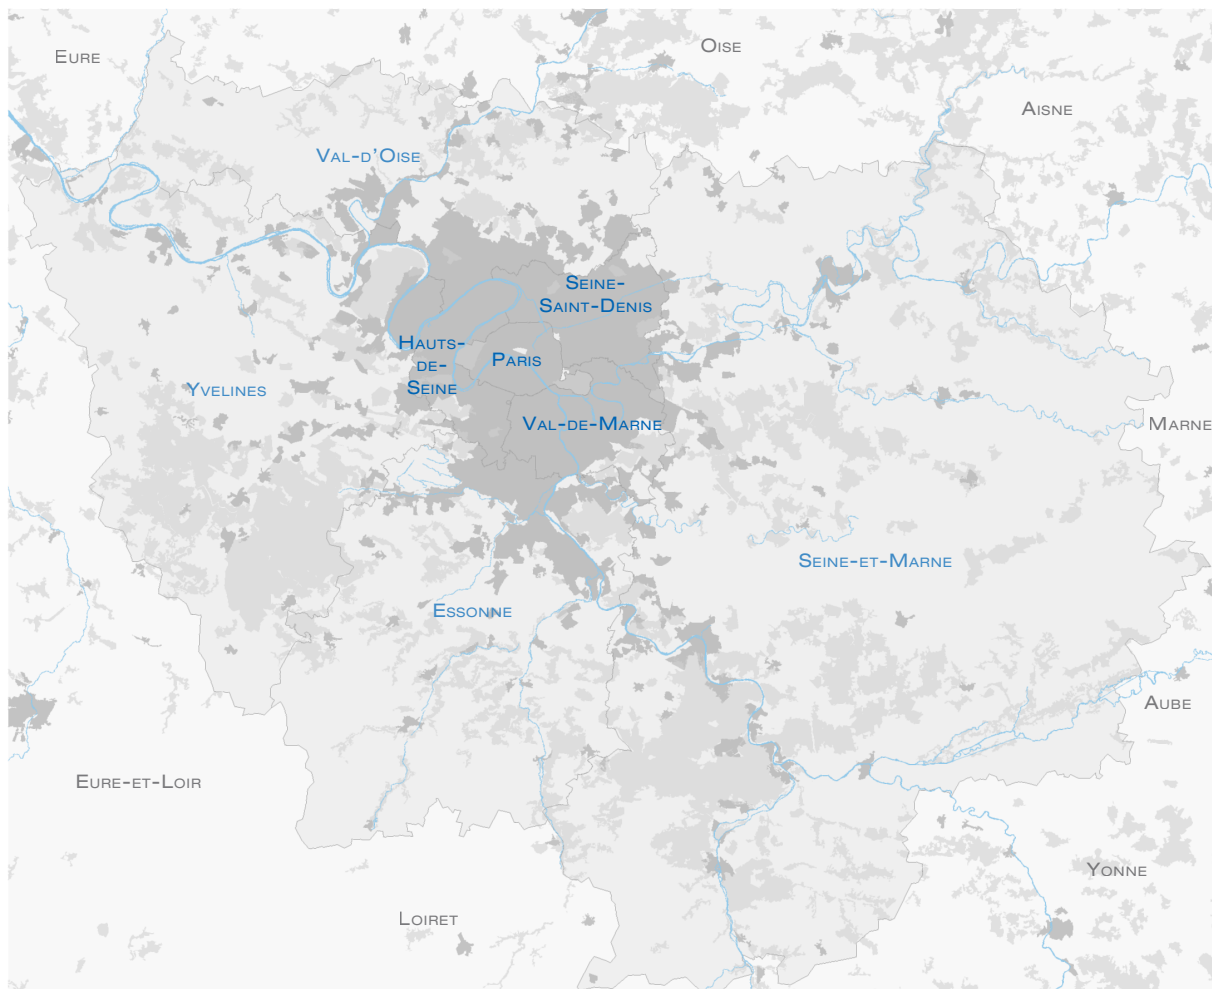 Oise
Eure
Aisne
Val-d'Oise
Seine-
Saint-Denis
Hauts-
de-
Seine
Paris
Yvelines
Val-de-Marne
Marne
Seine-et-Marne
Essonne
Aube
Eure-et-Loir
Yonne
Loiret